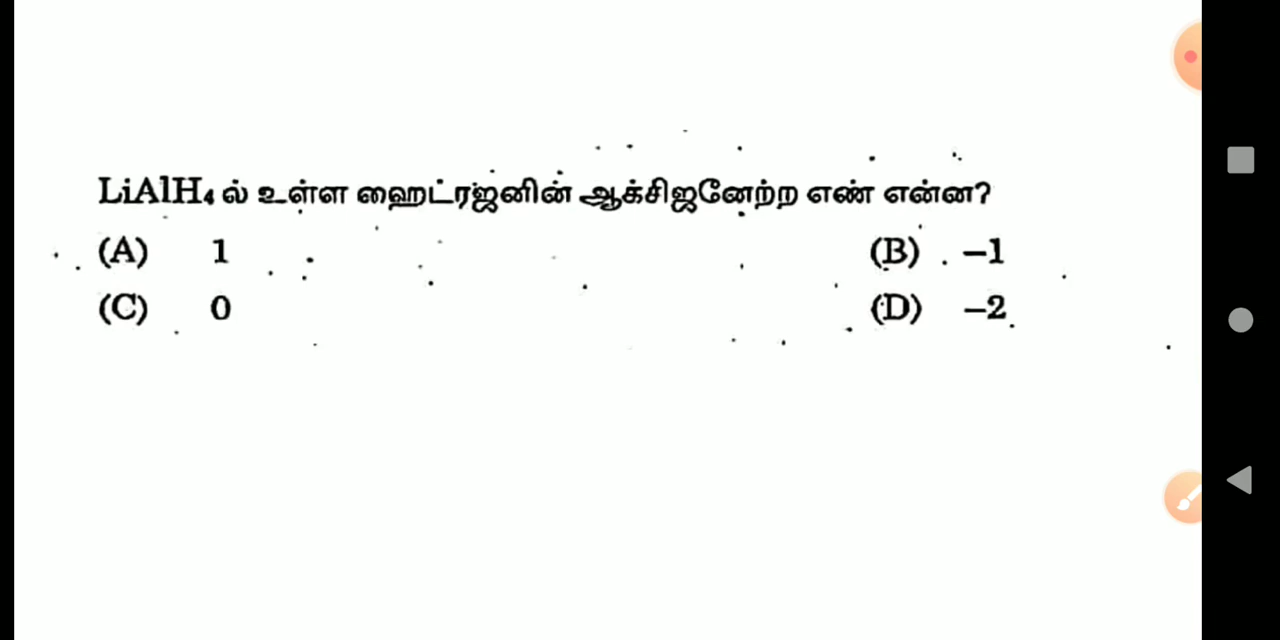 LiAlH₄ ல் உள்ள ஹைட்ரஜனின் ஆக்சிஜனேற்ற எண் என்ன?
(A) 1 (B) –1
(C) 0 (D) –2